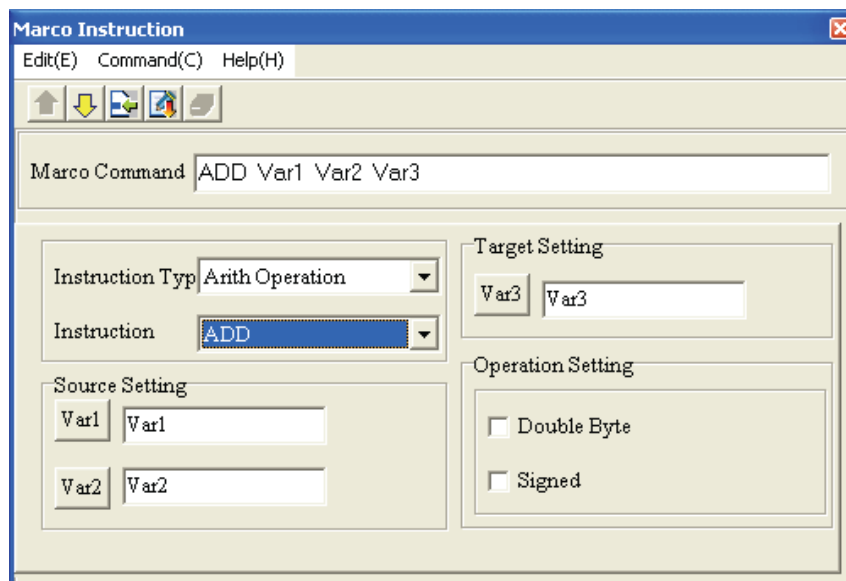 Marco Instruction
Edit(E) Command(C) Help(H)
Marco Command ADD Var1 Var2 Var3
Instruction Typ Arith Operation
Instruction ADD
Source Setting
Var1 Var1
Var2 Var2
Target Setting
Var3 Var3
Operation Setting
Double Byte
Signed